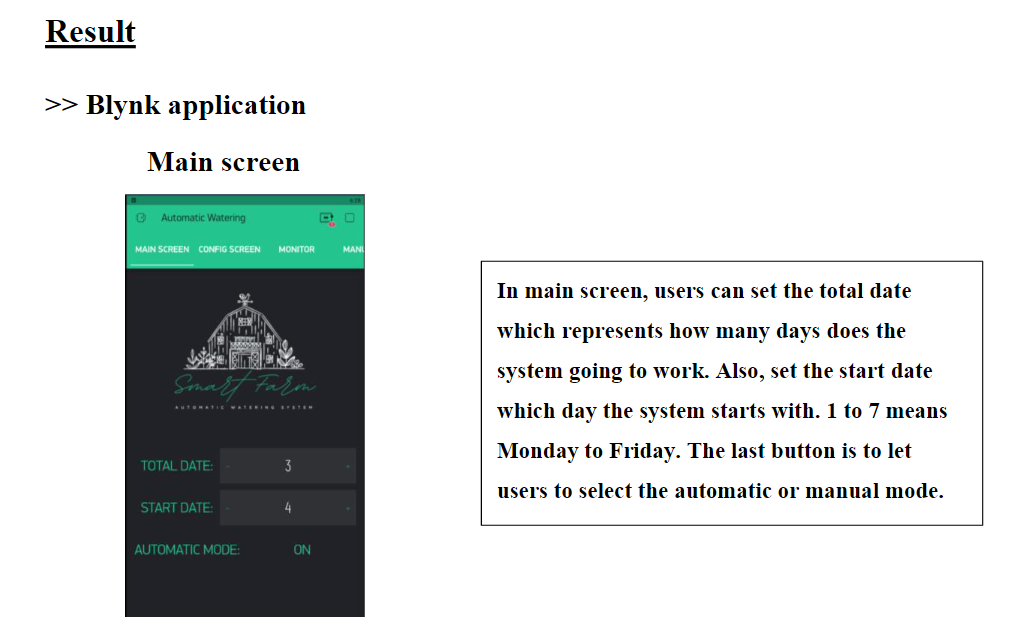 Result
>> Blynk application
Main screen
Automatic Watering
MAIN SCREEN CONFIG SCREEN MONITOR MANU
Smart Farm
AUTOMATIC WATERING SYSTEM
TOTAL DATE: - 3 +
START DATE: - 4 +
AUTOMATIC MODE: ON
In main screen, users can set the total date
which represents how many days does the
system going to work. Also, set the start date
which day the system starts with. 1 to 7 means
Monday to Friday. The last button is to let
users to select the automatic or manual mode.